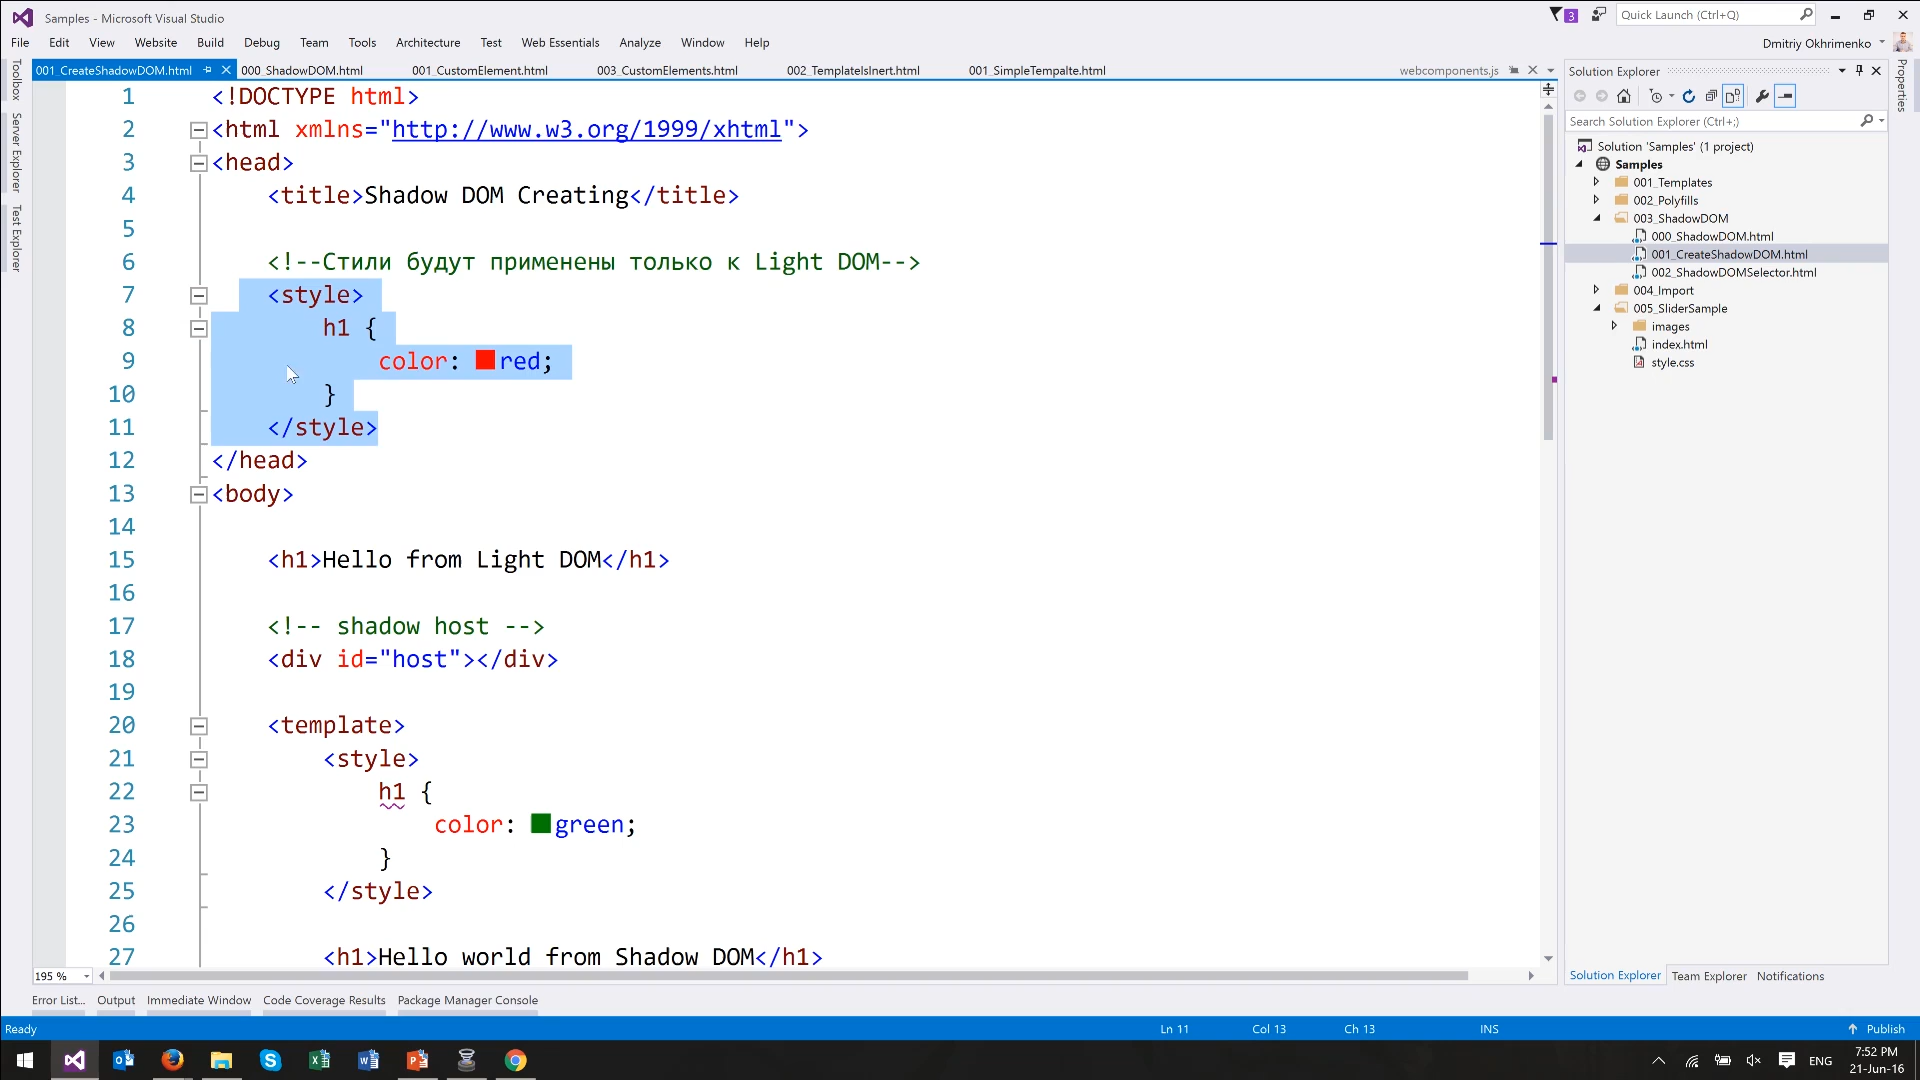 Samples - Microsoft Visual Studio
3
Quick Launch (Ctrl+Q)
File Edit View Website Build Debug Team Tools Architecture Test Tools Analyze Window Help
Dmitriy Okhrimenko
001_CreateShadowDOM.html 000_ShadowDOM.html 001_CustomElement.html 003_CustomElements.html 002_TemplateIsInert.html 001_SimpleTempalte.html webcomponents.js
Toolbox
Server Explorer
Test Explorer
1 <!DOCTYPE html>
2 <html xmlns="http://www.w3.org/1999/xhtml">
3 <head>
4 <title>Shadow DOM Creating</title>
5
6 <!--Стили будут применены только к Light DOM-->
7 <style>
8 h1 {
9 color: red;
10 }
11 </style>
12 </head>
13 <body>
14
15 <h1>Hello from Light DOM</h1>
16
17 <!-- shadow host -->
18 <div id="host"></div>
19
20 <template>
21 <style>
22 h1 {
23 color: green;
24 }
25 </style>
26
27 <h1>Hello world from Shadow DOM</h1>
195 %
Solution Explorer
Search Solution Explorer (Ctrl+;)
Solution 'Samples' (1 project)
Samples
001_Templates
002_Polyfills
003_ShadowDOM
000_ShadowDOM.html
001_CreateShadowDOM.html
002_ShadowDOMSelector.html
004_Import
005_SliderSample
images
index.html
style.css
Properties
Solution Explorer Team Explorer Notifications
Error List... Output Immediate Window Code Coverage Results Package Manager Console
Ready Ln 11 Col 13 Ch 13 INS Publish
ENG
7:52 PM
21-Jun-16